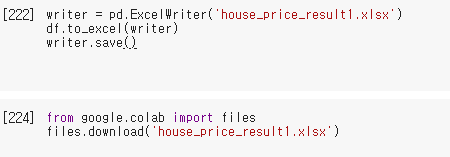 [222] writer = pd.ExcelWriter('house_price_result1.xlsx')
df.to_excel(writer)
writer.save()
[224] from google.colab import files
files.download('house_price_result1.xlsx')